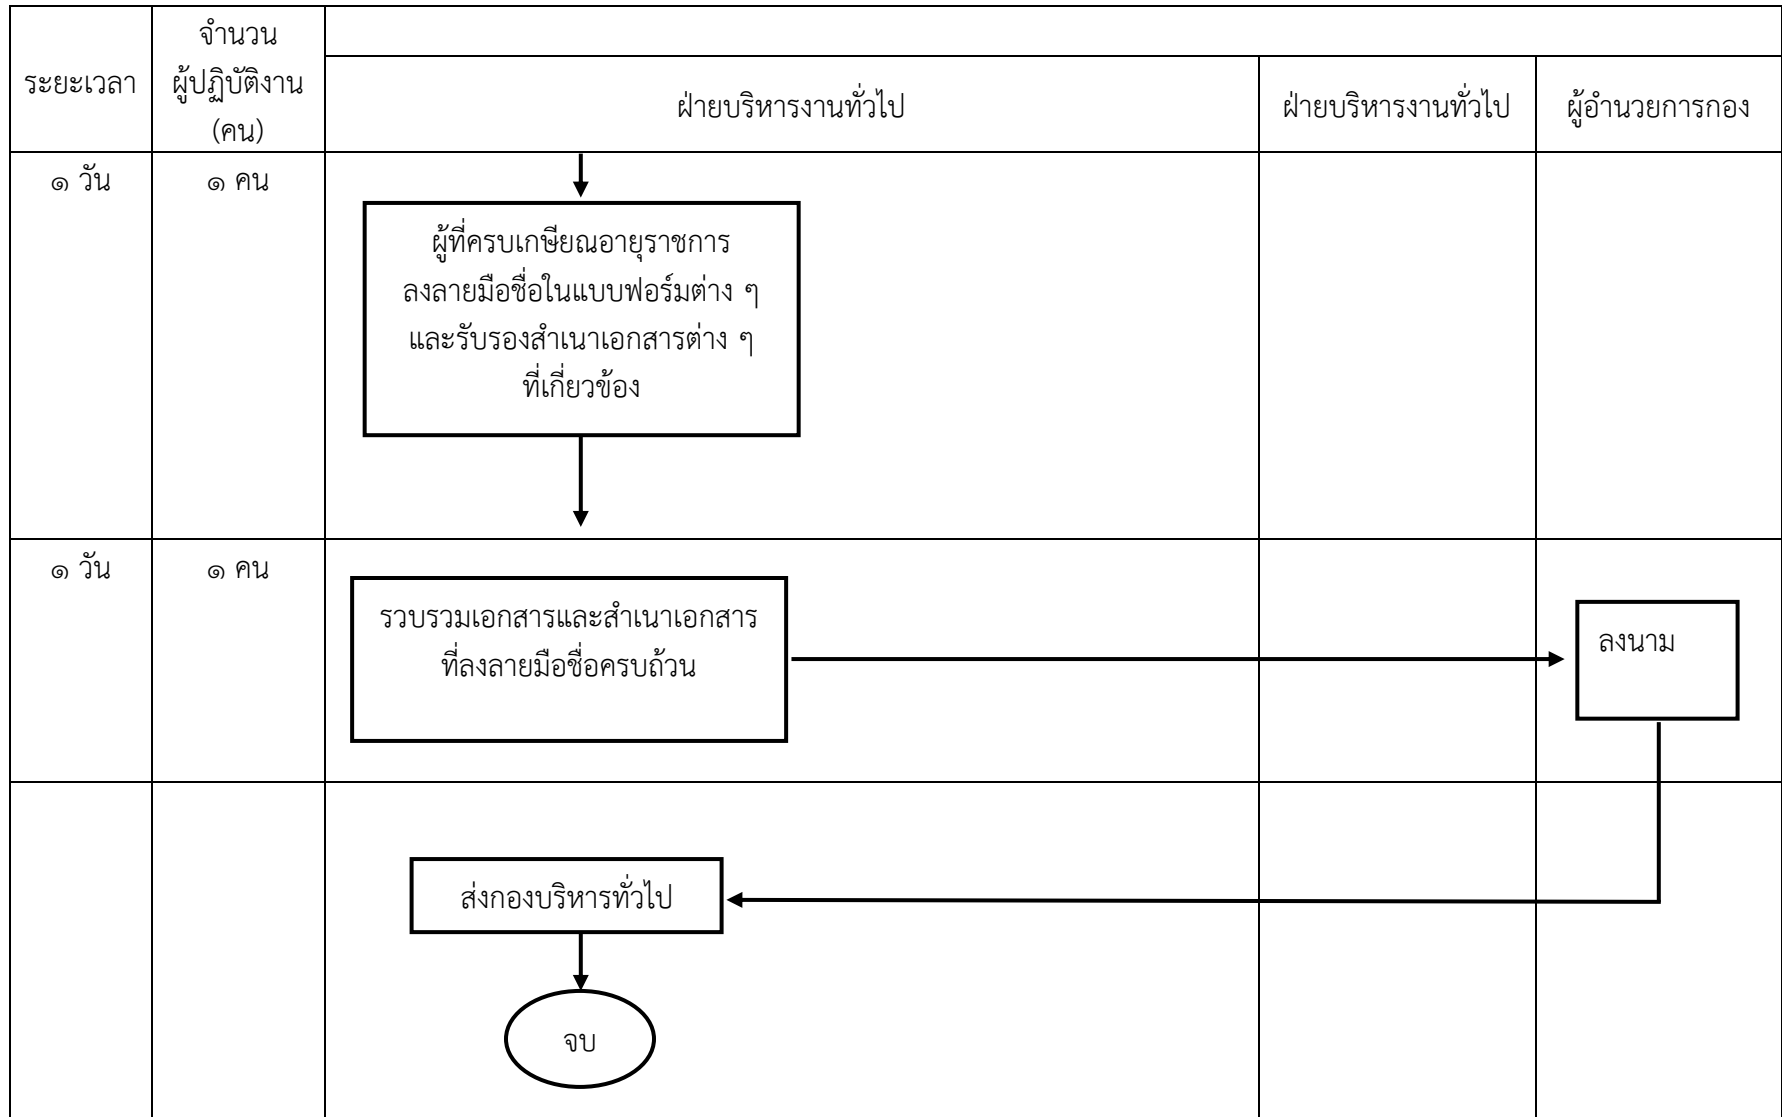 ระยะเวลา
จำนวน
ผู้ปฏิบัติงาน
(คน)
ฝ่ายบริหารงานทั่วไป
ฝ่ายบริหารงานทั่วไป
ผู้อำนวยการกอง
๑ วัน
๑ คน
ผู้ที่ครบเกษียณอายุราชการ
ลงลายมือชื่อในแบบฟอร์มต่าง ๆ
และรับรองสำเนาเอกสารต่าง ๆ
ที่เกี่ยวข้อง
๑ วัน
๑ คน
รวบรวมเอกสารและสำเนาเอกสาร
ที่ลงลายมือชื่อครบถ้วน
ลงนาม
ส่งกองบริหารทั่วไป
จบ